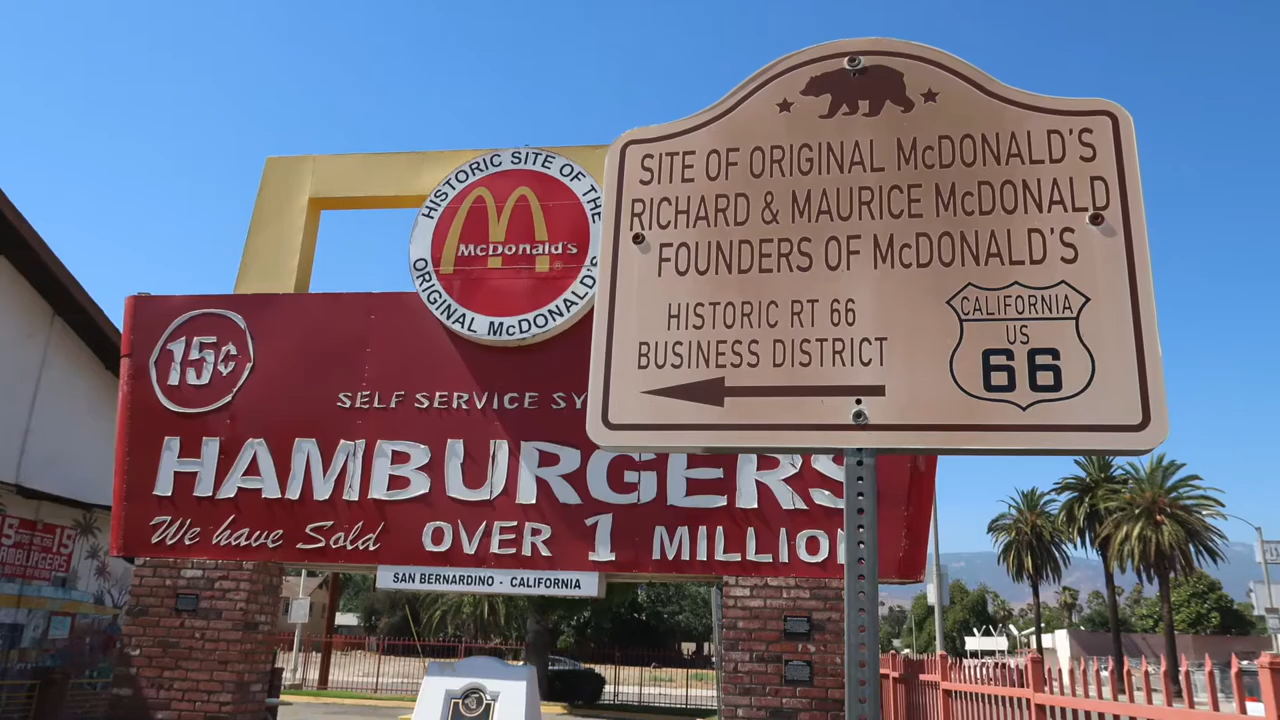 SITE OF ORIGINAL McDONALD'S
RICHARD & MAURICE McDONALD
FOUNDERS OF McDONALD'S
HISTORIC RT 66
BUSINESS DISTRICT
CALIFORNIA
US
66
HISTORIC SITE OF THE
McDonald's
®
ORIGINAL McDONALD'S
15¢
SELF SERVICE SY
HAMBURGERS
We have Sold OVER 1 MILLION
SAN BERNARDINO - CALIFORNIA
15
HAMBURGERS